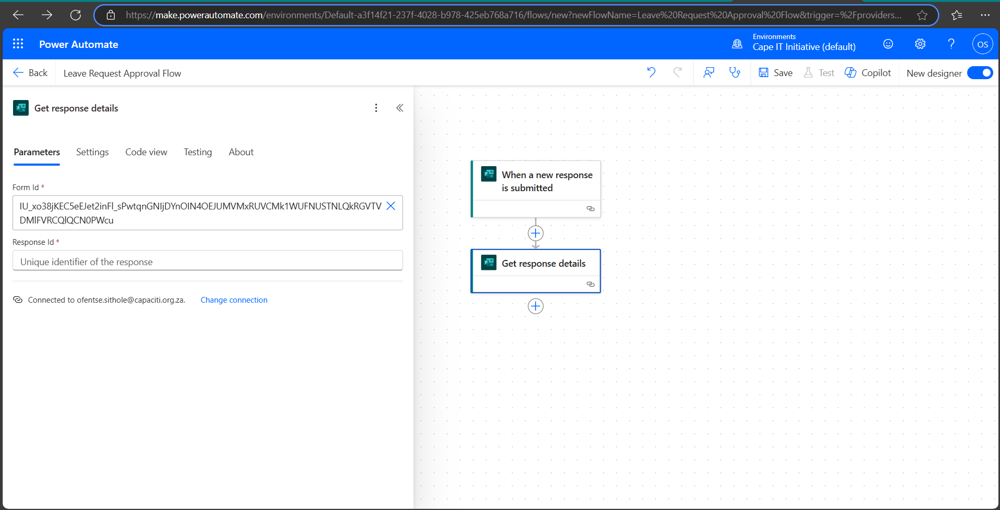 https://make.powerautomate.com/environments/Default-a3f14f21-237f-4028-b978-425eb768a716/flows/new?newFlowName=Leave%20Request%20Approval%20Flow&trigger=%2Fproviders...
Power Automate
Environments
Cape IT Initiative (default)
OS
Back
Leave Request Approval Flow
Save
Test
Copilot
New designer
Get response details
Parameters
Settings
Code view
Testing
About
Form Id *
IU_xo38jKEC5eEJet2inFl_sPwtqnGNIjDYnOIN4OEJUMVMxRUVCMk1WUFNUSTNLQkRGVTV
DMlFVRCQlQCN0PWcu
Response Id *
Unique identifier of the response
Connected to ofentse.sithole@capaciti.org.za.
Change connection
When a new response
is submitted
Get response details